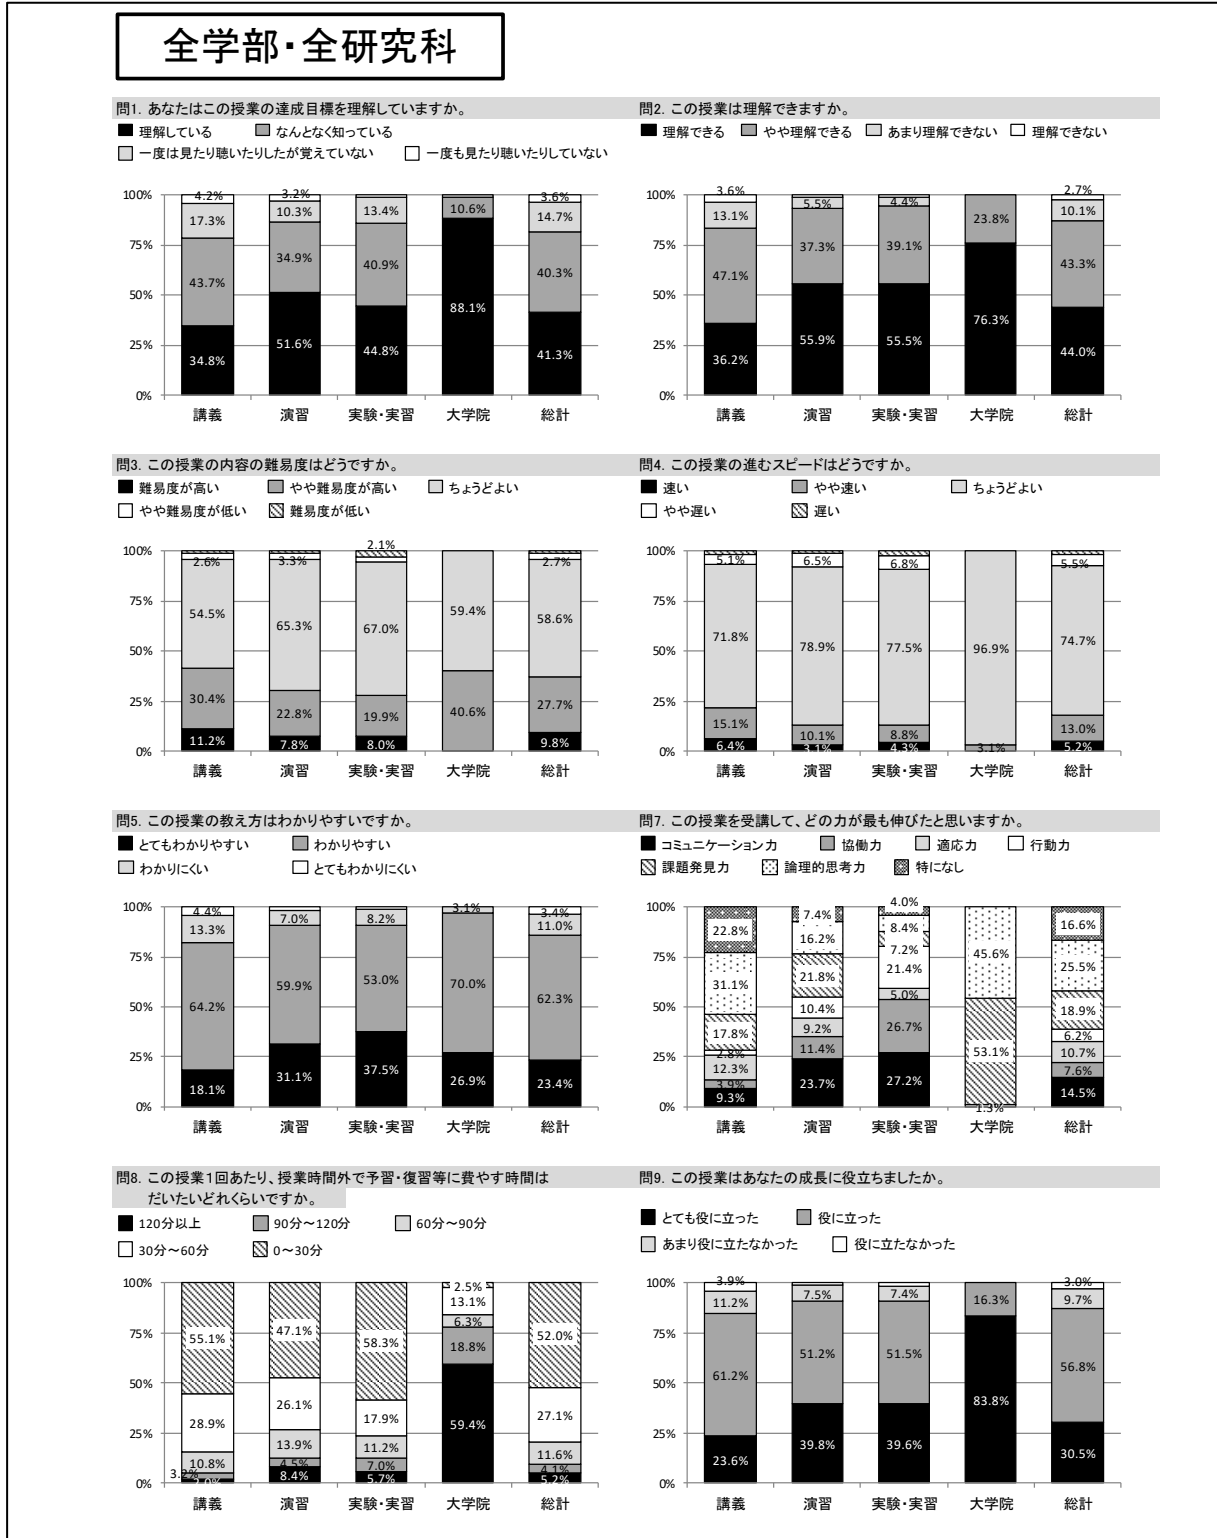 全学部・全研究科
問1. あなたはこの授業の達成目標を理解していますか。
理解している なんとなく知っている
一度は見たり聴いたりしたが覚えていない 一度も見たり聴いたりしていない
100%
75%
50%
25%
0%
4.2% 3.2% 3.6%
17.3% 10.3% 13.4% 10.6% 14.7%
43.7% 34.9% 40.9% 40.3%
34.8% 51.6% 44.8% 88.1% 41.3%
講義 演習 実験・実習 大学院 総計
問2. この授業は理解できますか。
理解できる やや理解できる あまり理解できない 理解できない
100%
75%
50%
25%
0%
3.6% 2.7%
13.1% 5.5% 4.4% 10.1%
47.1% 37.3% 39.1% 23.8% 43.3%
36.2% 55.9% 55.5% 76.3% 44.0%
講義 演習 実験・実習 大学院 総計
問3. この授業の内容の難易度はどうですか。
難易度が高い やや難易度が高い ちょうどよい
やや難易度が低い 難易度が低い
100%
75%
50%
25%
0%
2.1%
2.6% 3.3% 2.7%
54.5% 65.3% 67.0% 59.4% 58.6%
30.4% 22.8% 19.9% 40.6% 27.7%
11.2% 7.8% 8.0% 9.8%
講義 演習 実験・実習 大学院 総計
問4. この授業の進むスピードはどうですか。
速い やや速い ちょうどよい
やや遅い 遅い
100%
75%
50%
25%
0%
5.1% 6.5% 6.8% 5.5%
71.8% 78.9% 77.5% 96.9% 74.7%
15.1% 10.1% 8.8% 3.1% 13.0%
6.4% 3.1% 4.3% 5.2%
講義 演習 実験・実習 大学院 総計
問5. この授業の教え方はわかりやすいですか。
とてもわかりやすい わかりやすい
わかりにくい とてもわかりにくい
100%
75%
50%
25%
0%
4.4% 3.4%
13.3% 7.0% 8.2% 3.1% 11.0%
64.2% 59.9% 53.0% 70.0% 62.3%
18.1% 31.1% 37.5% 26.9% 23.4%
講義 演習 実験・実習 大学院 総計
問7. この授業を受講して、どの力が最も伸びたと思いますか。
コミュニケーション力 協働力 適応力 行動力
課題発見力 論理的思考力 特になし
100%
75%
50%
25%
0%
22.8% 7.4% 4.0% 16.6%
31.1% 16.2% 8.4% 45.6% 25.5%
17.8% 21.8% 7.2% 53.1% 18.9%
2.8% 10.4% 21.4% 6.2%
12.3% 9.2% 5.0% 10.7%
3.9% 11.4% 26.7% 1.3% 7.6%
9.3% 23.7% 27.2% 14.5%
講義 演習 実験・実習 大学院 総計
問8. この授業1回あたり、授業時間外で予習・復習等に費やす時間は
だいたいどれくらいですか。
120分以上 90分～120分 60分～90分
30分～60分 0～30分
100%
75%
50%
25%
0%
55.1% 47.1% 58.3% 2.5% 52.0%
28.9% 26.1% 17.9% 13.1% 27.1%
10.8% 13.9% 11.2% 6.3% 11.6%
3.2% 4.5% 7.0% 18.8% 4.1%
2.0% 8.4% 5.7% 59.4% 5.2%
講義 演習 実験・実習 大学院 総計
問9. この授業はあなたの成長に役立ちましたか。
とても役に立った 役に立った
あまり役に立たなかった 役に立たなかった
100%
75%
50%
25%
0%
3.9% 3.0%
11.2% 7.5% 7.4% 9.7%
61.2% 51.2% 51.5% 16.3% 56.8%
23.6% 39.8% 39.6% 83.8% 30.5%
講義 演習 実験・実習 大学院 総計